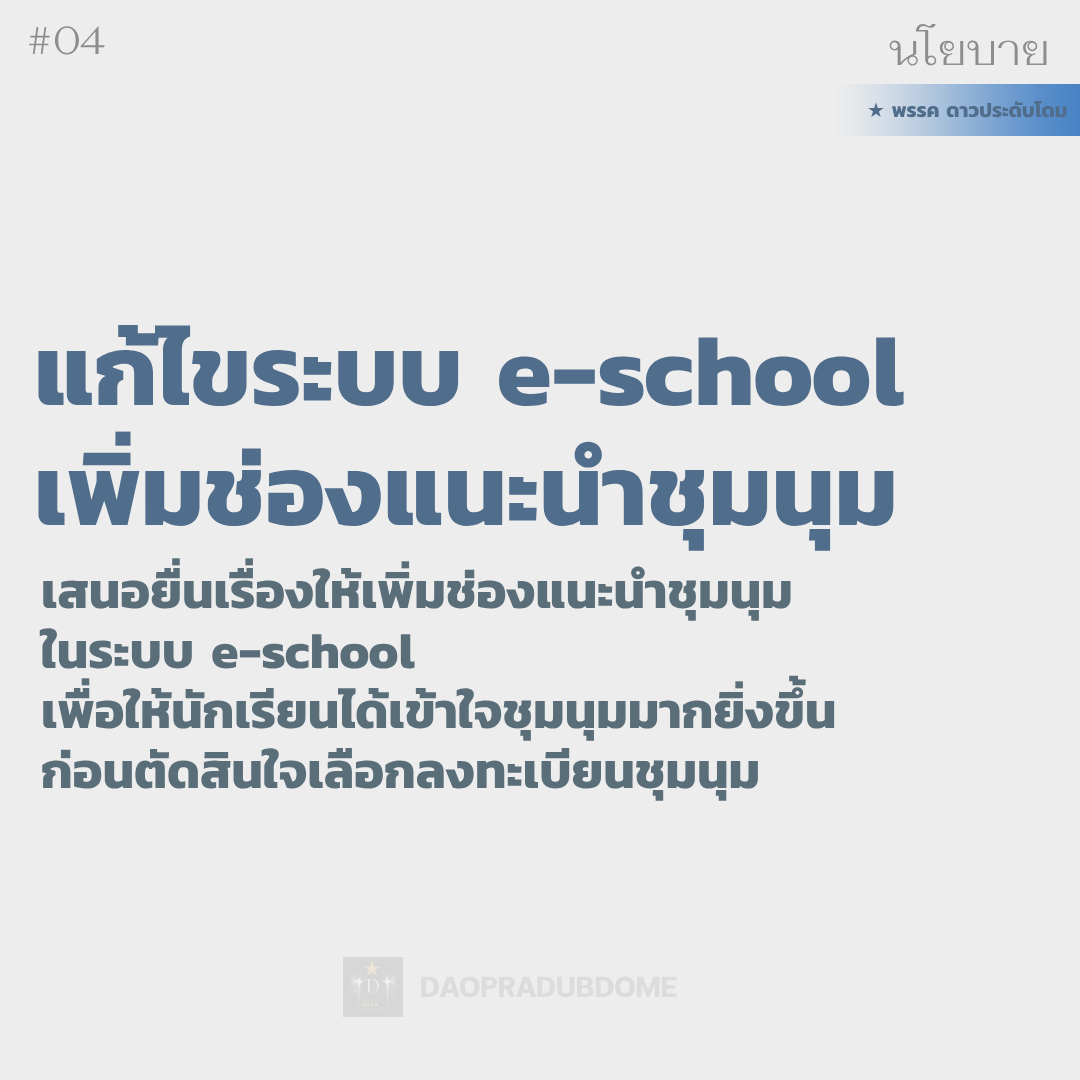 #04
นโยบาย
★ พรรค ดาวประดับโดม
แก้ไขระบบ e-school
เพิ่มช่องแนะนำชุมนุม
เสนอยื่นเรื่องให้เพิ่มช่องแนะนำชุมนุม
ในระบบ e-school
เพื่อให้นักเรียนได้เข้าใจชุมนุมมากยิ่งขึ้น
ก่อนตัดสินใจเลือกลงทะเบียนชุมนุม
D
DAOPRADUBDOME